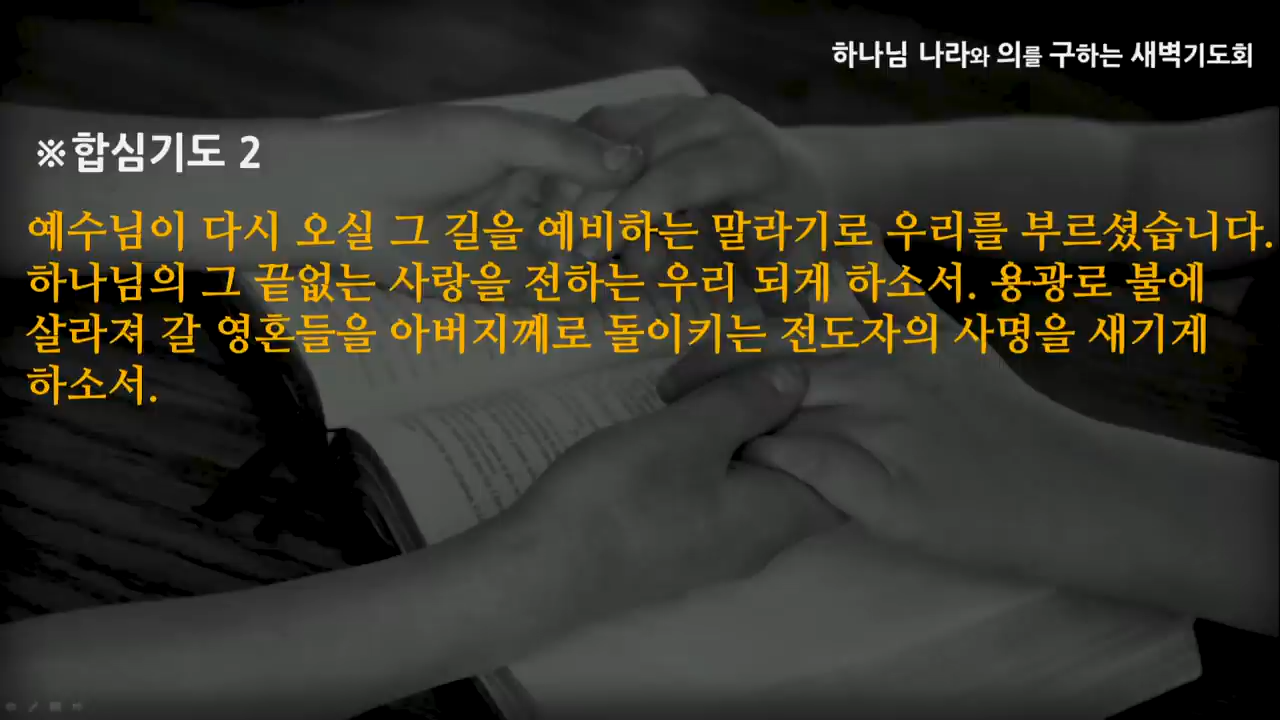 하나님 나라와 의를 구하는 새벽기도회
※합심기도 2
예수님이 다시 오실 그 길을 예비하는 말라기로 우리를 부르셨습니다.
하나님의 그 끝없는 사랑을 전하는 우리 되게 하소서. 용광로 불에
살라져 갈 영혼들을 아버지께로 돌이키는 전도자의 사명을 새기게
하소서.